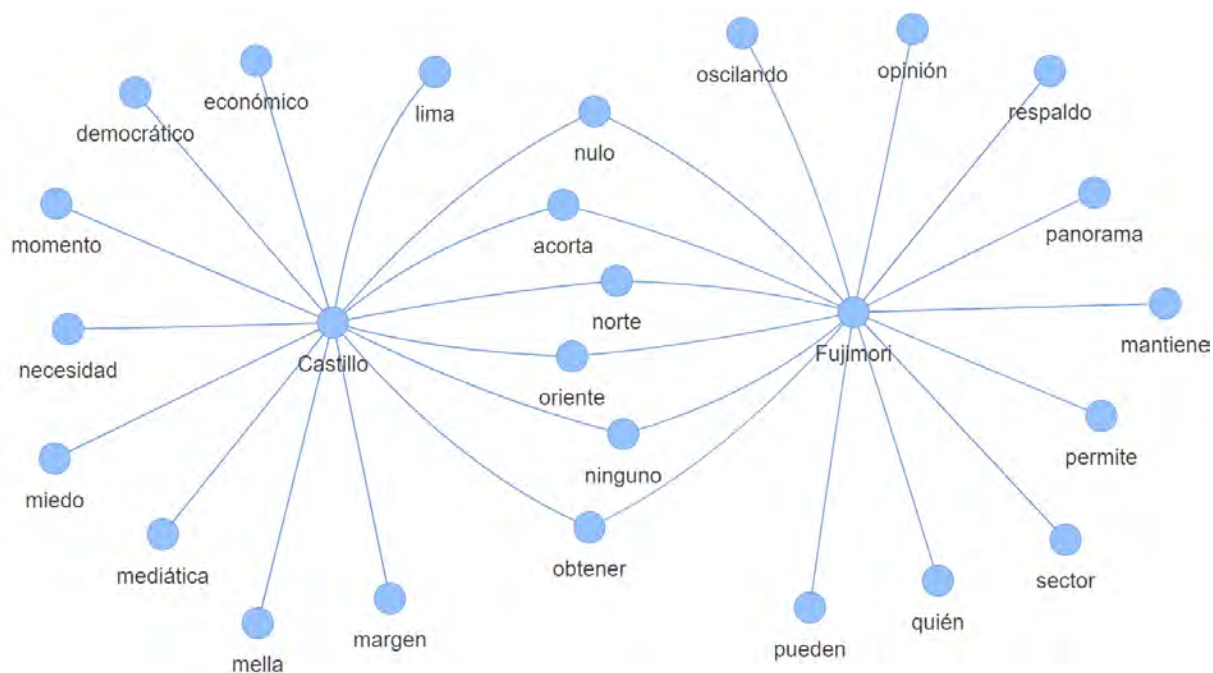 oscilando
opinión
económico
lima
respaldo
democrático
nulo
momento
acorta
panorama
norte
mantiene
Castillo
Fujimori
necesidad
oriente
permite
ninguno
miedo
mediática
obtener
sector
quién
margen
pueden
mella